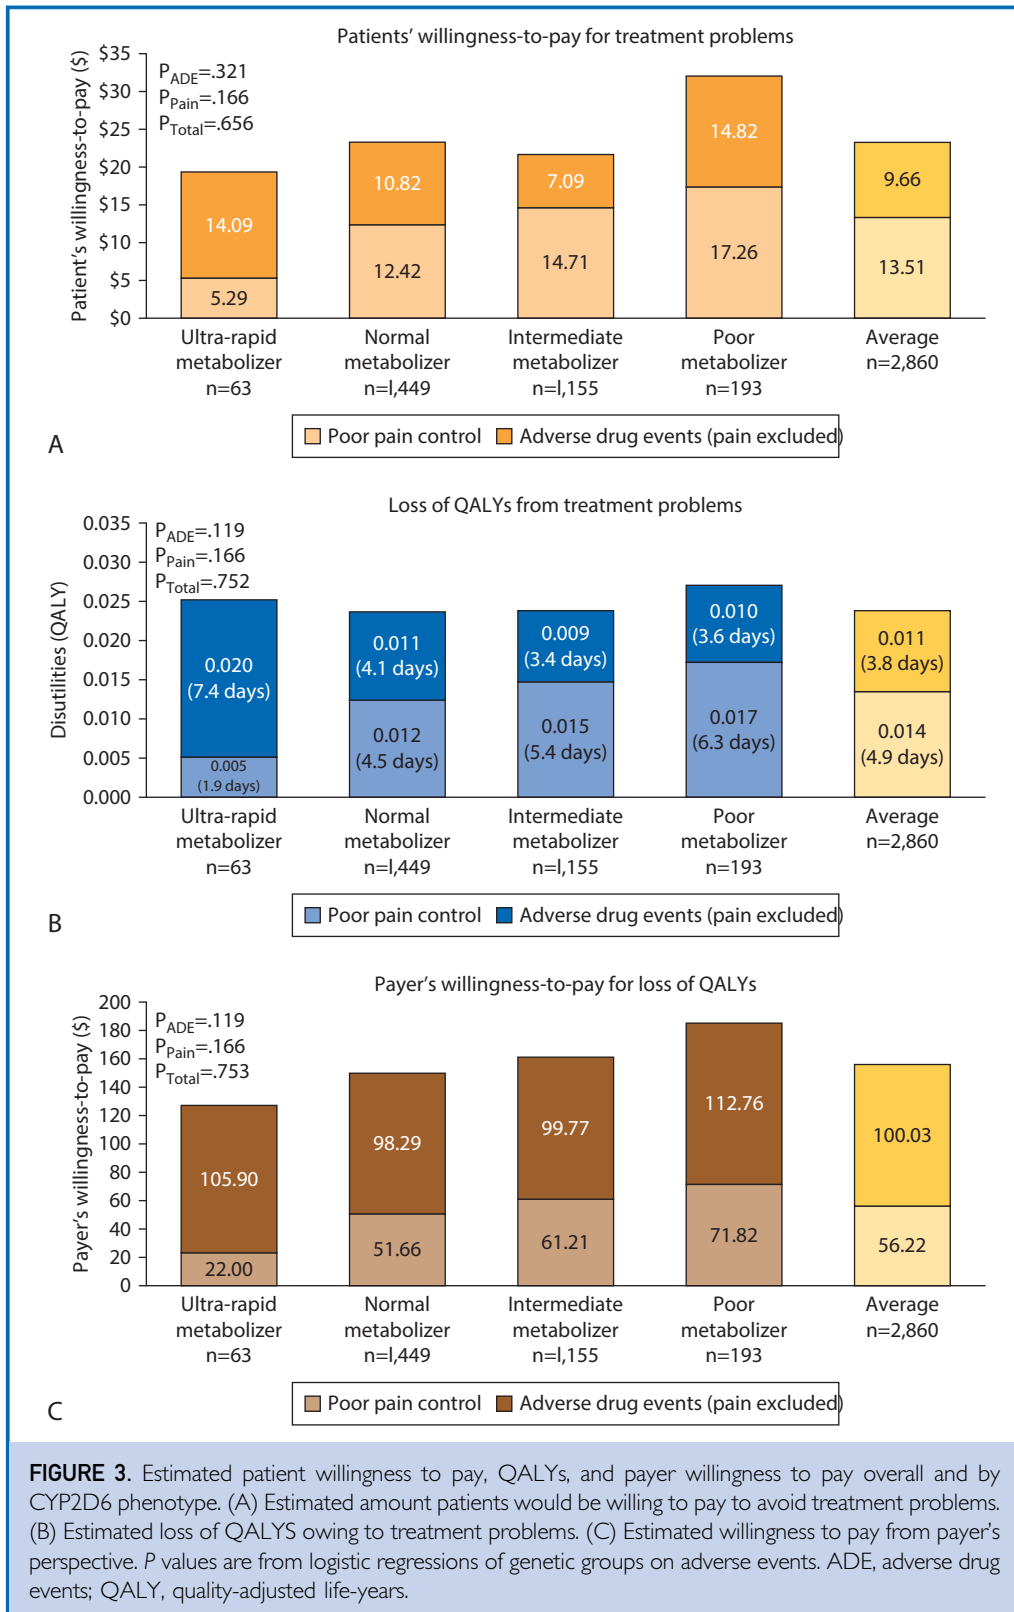 Patients' willingness-to-pay for treatment problems
Patient's willingness-to-pay ($)
$35
$30
$25
$20
$15
$10
$5
$0
P_ADE=.321
P_Pain=.166
P_Total=.656
14.09
5.29
10.82
12.42
7.09
14.71
14.82
17.26
9.66
13.51
Ultra-rapid
metabolizer
n=63
Normal
metabolizer
n=l,449
Intermediate
metabolizer
n=l,155
Poor
metabolizer
n=193
Average
n=2,860
A
Poor pain control Adverse drug events (pain excluded)
Loss of QALYs from treatment problems
Disutilities (QALY)
0.035
0.030
0.025
0.020
0.015
0.010
0.005
0.000
P_ADE=.119
P_Pain=.166
P_Total=.752
0.020
(7.4 days)
0.005
(1.9 days)
0.011
(4.1 days)
0.012
(4.5 days)
0.009
(3.4 days)
0.015
(5.4 days)
0.010
(3.6 days)
0.017
(6.3 days)
0.011
(3.8 days)
0.014
(4.9 days)
Ultra-rapid
metabolizer
n=63
Normal
metabolizer
n=l,449
Intermediate
metabolizer
n=l,155
Poor
metabolizer
n=193
Average
n=2,860
B
Poor pain control Adverse drug events (pain excluded)
Payer's willingness-to-pay for loss of QALYs
Payer's willingness-to-pay ($)
200
180
160
140
120
100
80
60
40
20
0
P_ADE=.119
P_Pain=.166
P_Total=.753
105.90
22.00
98.29
51.66
99.77
61.21
112.76
71.82
100.03
56.22
Ultra-rapid
metabolizer
n=63
Normal
metabolizer
n=l,449
Intermediate
metabolizer
n=l,155
Poor
metabolizer
n=193
Average
n=2,860
C
Poor pain control Adverse drug events (pain excluded)
FIGURE 3. Estimated patient willingness to pay, QALYs, and payer willingness to pay overall and by
CYP2D6 phenotype. (A) Estimated amount patients would be willing to pay to avoid treatment problems.
(B) Estimated loss of QALYS owing to treatment problems. (C) Estimated willingness to pay from payer's
perspective. P values are from logistic regressions of genetic groups on adverse events. ADE, adverse drug
events; QALY, quality-adjusted life-years.